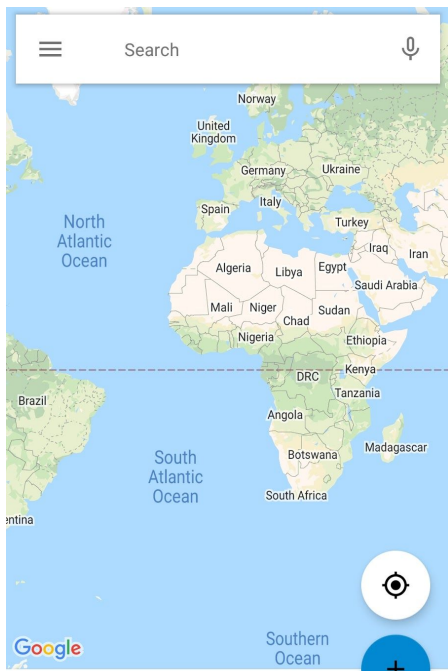 Search
Norway
United
Kingdom
Germany
Ukraine
Spain
Italy
Turkey
North
Atlantic
Ocean
Iraq
Iran
Algeria
Libya
Egypt
Saudi Arabia
Mali
Niger
Chad
Sudan
Nigeria
Ethiopia
DRC
Kenya
Tanzania
Brazil
Angola
Botswana
Madagascar
South
Atlantic
Ocean
South Africa
entina
Southern
Ocean
Google